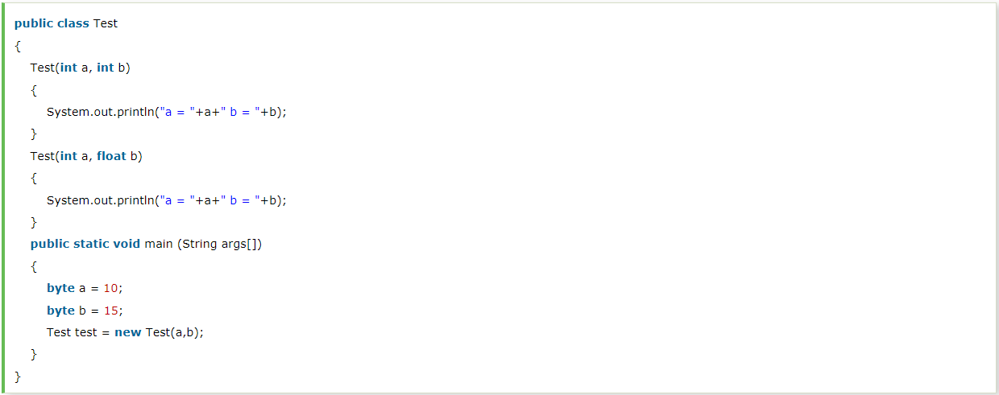 public class Test
{
Test(int a, int b)
{
System.out.println("a = "+a+" b = "+b);
}
Test(int a, float b)
{
System.out.println("a = "+a+" b = "+b);
}
public static void main (String args[])
{
byte a = 10;
byte b = 15;
Test test = new Test(a,b);
}
}